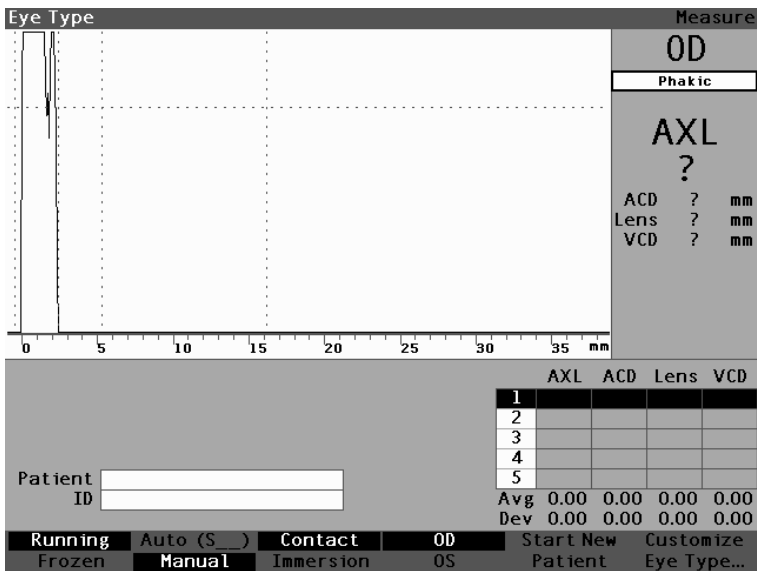 Eye Type Measure
OD
Phakic
AXL
?
ACD ? mm
Lens ? mm
VCD ? mm
0 5 10 15 20 25 30 35 mm
AXL ACD Lens VCD
1
2
3
4
5
Patient
ID
Avg 0.00 0.00 0.00 0.00
Dev 0.00 0.00 0.00 0.00
Running Auto (S__) Contact OD Start New Customize
Frozen Manual Immersion OS Patient Eye Type...